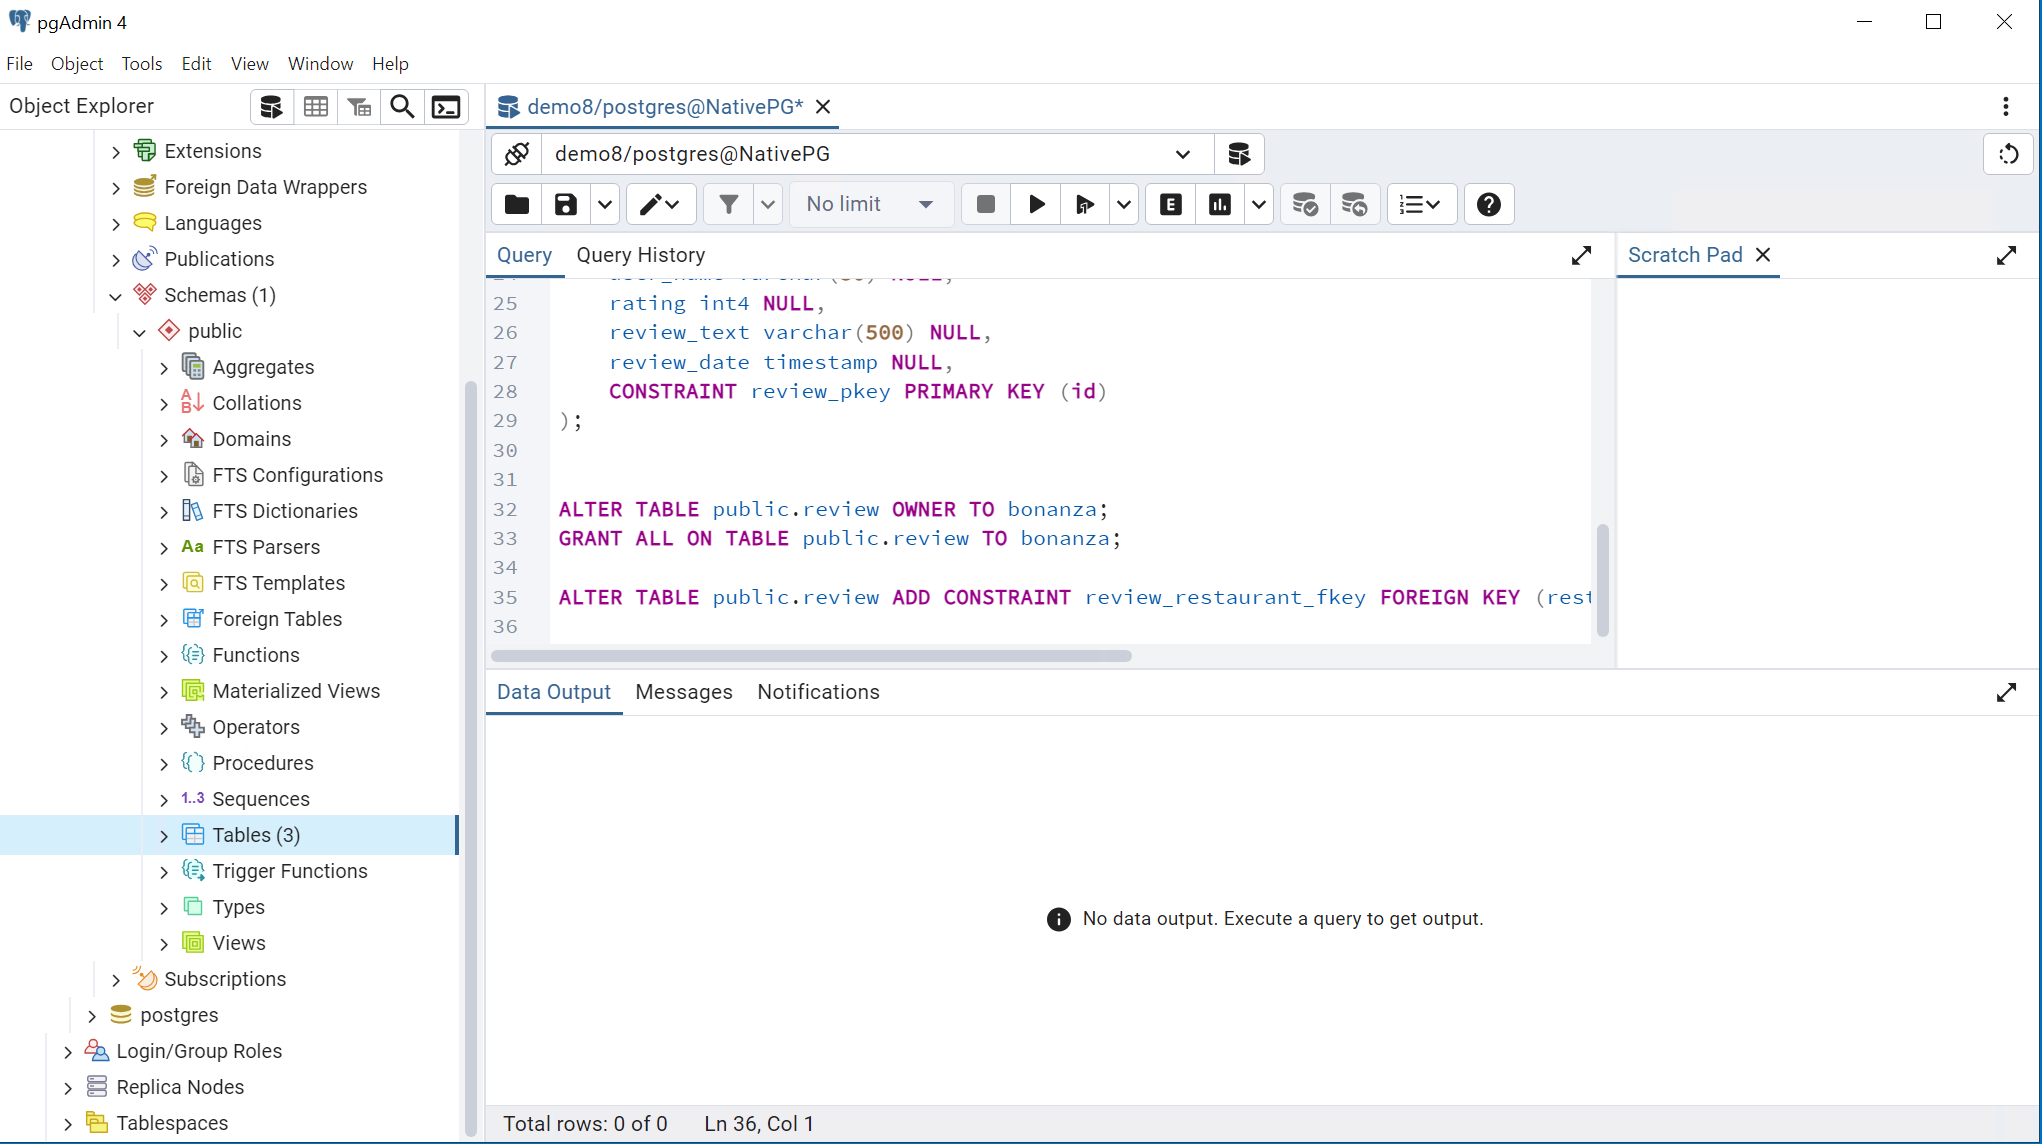 pgAdmin 4
File Object Tools Edit View Window Help
Object Explorer
demo8/postgres@NativePG*
demo8/postgres@NativePG
No limit
E
Query Query History
Scratch Pad
Extensions
Foreign Data Wrappers
Languages
Publications
Schemas (1)
public
Aggregates
Collations
Domains
FTS Configurations
FTS Dictionaries
Aa FTS Parsers
FTS Templates
Foreign Tables
Functions
Materialized Views
Operators
Procedures
1..3 Sequences
Tables (3)
Trigger Functions
Types
Views
Subscriptions
postgres
Login/Group Roles
Replica Nodes
Tablespaces
25 rating int4 NULL,
26 review_text varchar(500) NULL,
27 review_date timestamp NULL,
28 CONSTRAINT review_pkey PRIMARY KEY (id)
29 );
30
31
32 ALTER TABLE public.review OWNER TO bonanza;
33 GRANT ALL ON TABLE public.review TO bonanza;
34
35 ALTER TABLE public.review ADD CONSTRAINT review_restaurant_fkey FOREIGN KEY (rest
36
Data Output Messages Notifications
No data output. Execute a query to get output.
Total rows: 0 of 0 Ln 36, Col 1